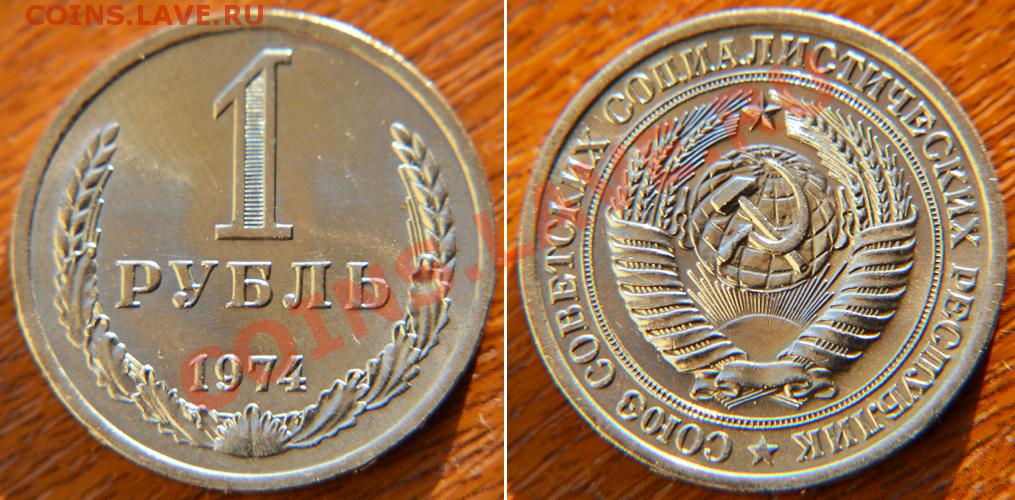 COINS.LAVE.RU
1
РУБЛЬ
1974
СОЮЗ СОВЕТСКИХ СОЦИАЛИСТИЧЕСКИХ РЕСПУБЛИК